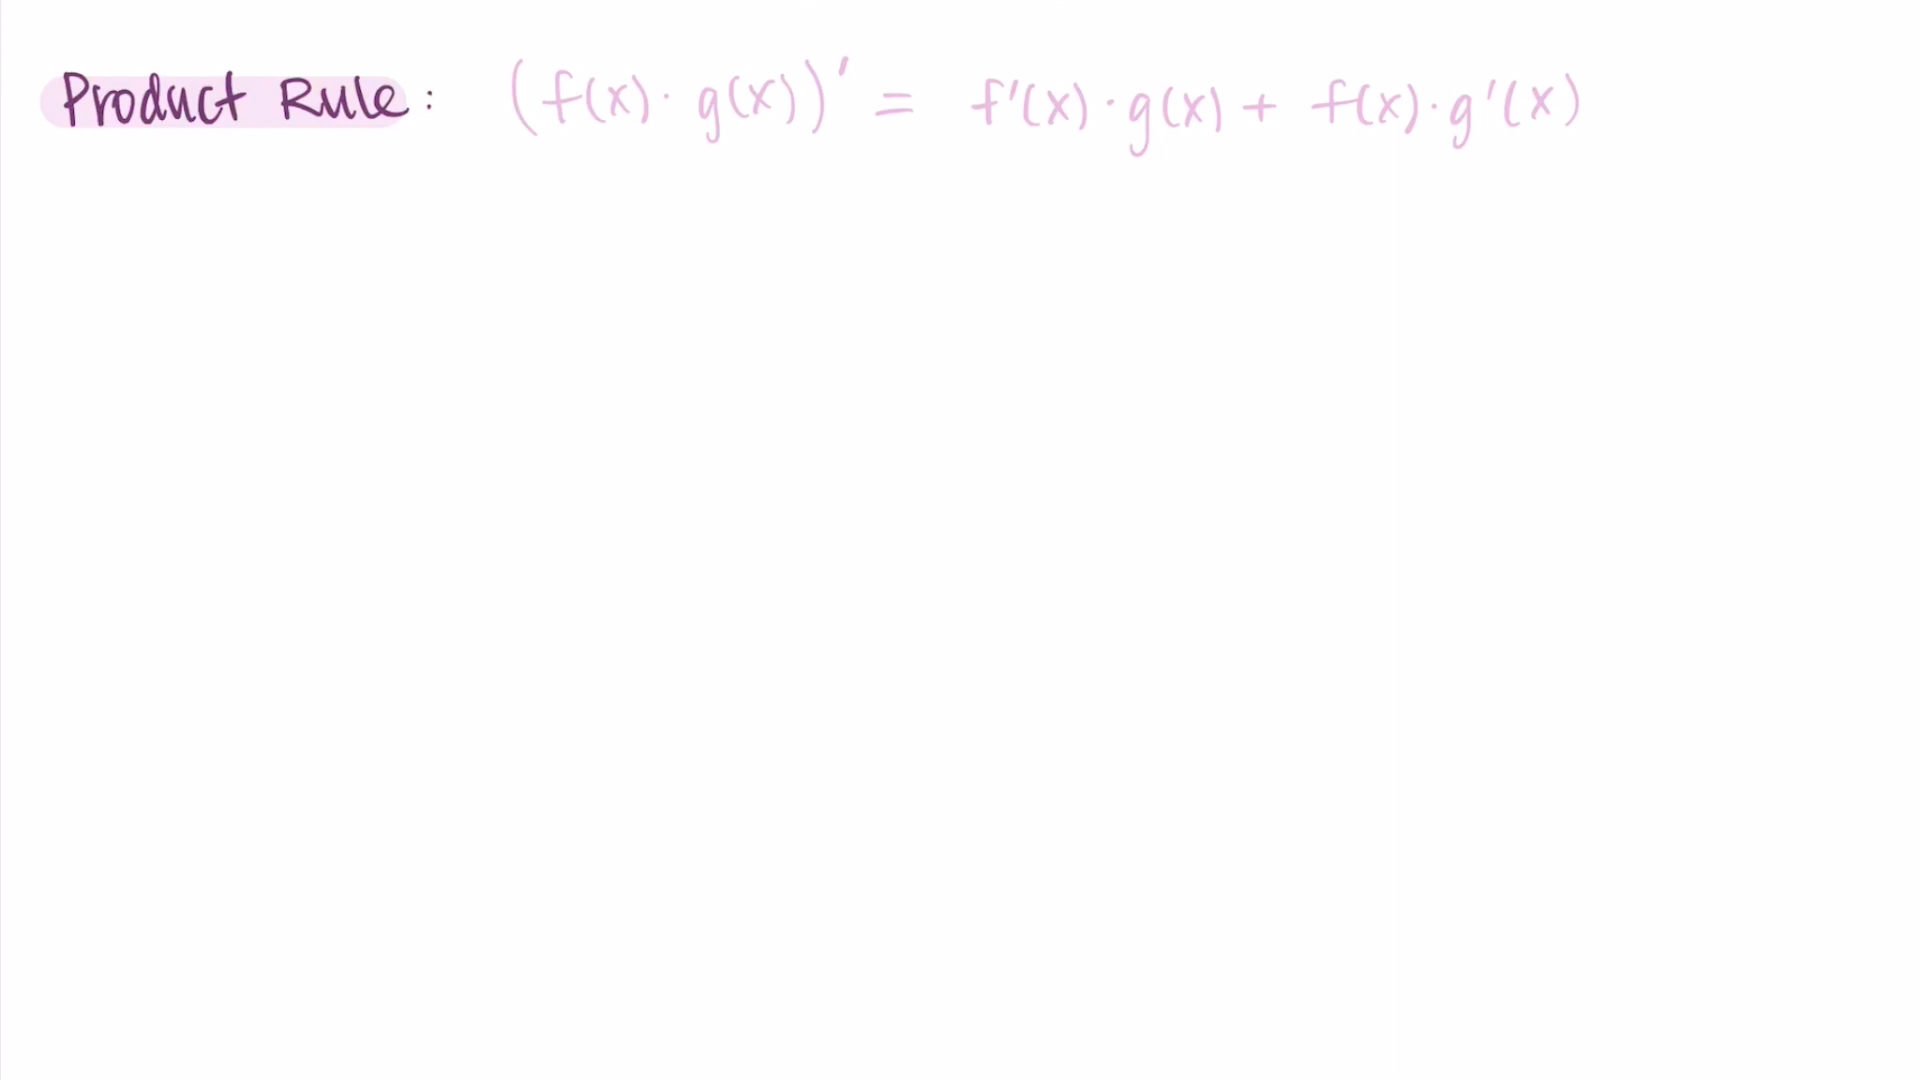 Product Rule: (f(x) · g(x))' = f'(x) · g(x) + f(x) · g'(x)